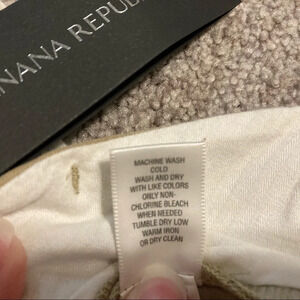 NANA REPUB
MACHINE WASH
COLD
WASH AND DRY
WITH LIKE COLORS
ONLY NON-
CHLORINE BLEACH
WHEN NEEDED
TUMBLE DRY LOW
WARM IRON
OR DRY CLEAN